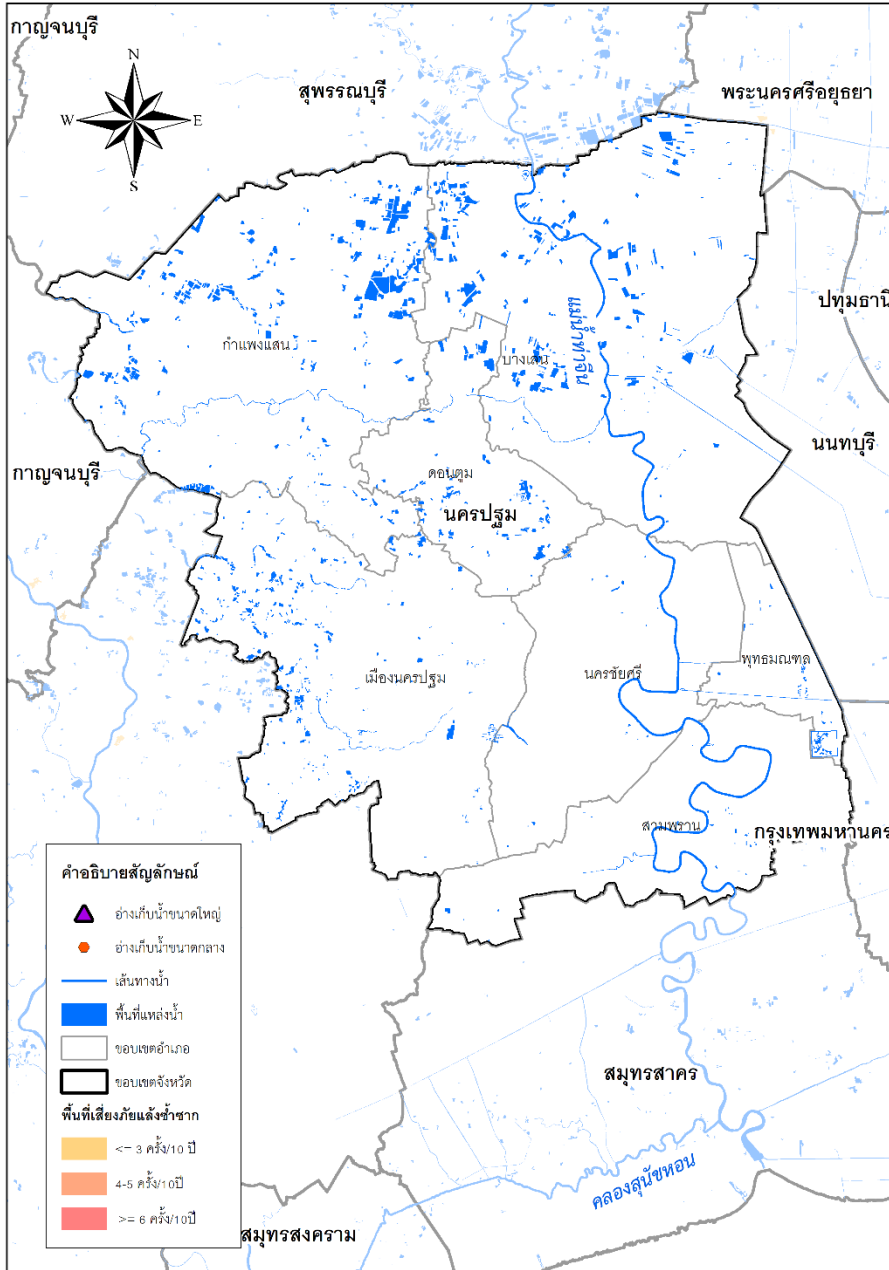 กาญจนบุรี
N
สุพรรณบุรี
พระนครศรีอยุธยา
W
E
S
ปทุมธานี
แม่น้ำท่าจีน
กำแพงแสน
บางเลน
นนทบุรี
กาญจนบุรี
ดอนตูม
นครปฐม
เมืองนครปฐม
นครชัยศรี
พุทธมณฑล
สามพราน
กรุงเทพมหานคร
คำอธิบายสัญลักษณ์
อ่างเก็บน้ำขนาดใหญ่
อ่างเก็บน้ำขนาดกลาง
เส้นทางน้ำ
พื้นที่แหล่งน้ำ
ขอบเขตอำเภอ
ขอบเขตจังหวัด
พื้นที่เสี่ยงภัยแล้งซ้ำซาก
<= 3 ครั้ง/10 ปี
4-5 ครั้ง/10ปี
>= 6 ครั้ง/10ปี
สมุทรสาคร
คลองสุนัขหอน
สมุทรสงคราม